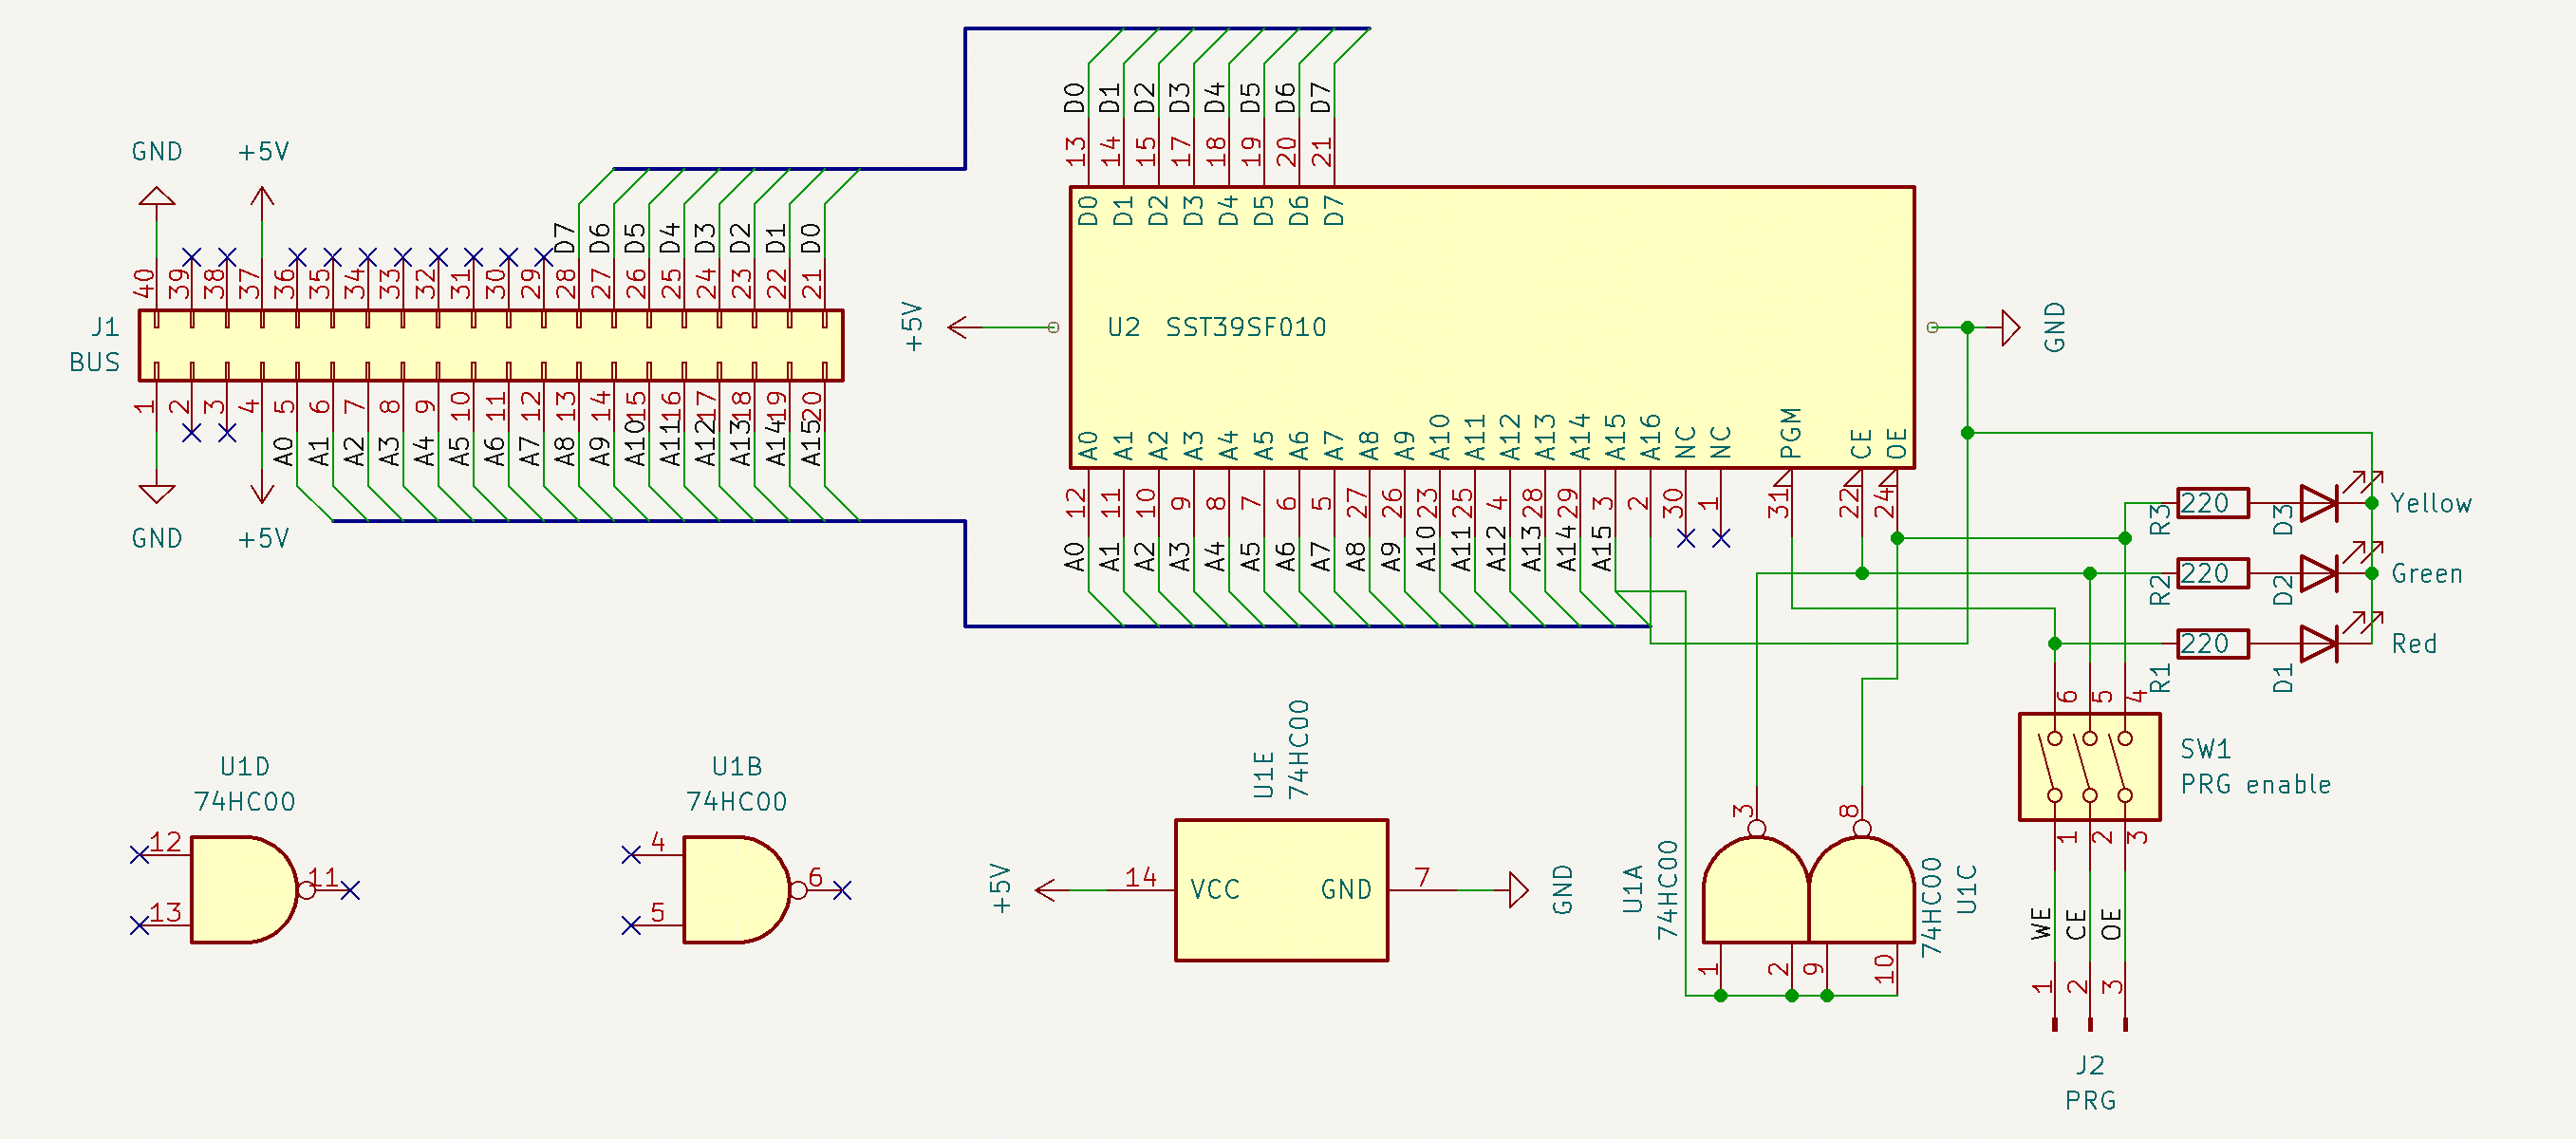 D0 D1 D2 D3 D4 D5 D6 D7
13 14 15 17 18 19 20 21
GND +5V
D7 D6 D5 D4 D3 D2 D1 D0
40 39 38 37 36 35 34 33 32 31 30 29 28 27 26 25 24 23 22 21
D0 D1 D2 D3 D4 D5 D6 D7
J1
BUS
+5V
U2 SST39SF010
GND
1 2 3 4 5 6 7 8 9 10 11 12 13 14 15 16 17 18 19 20
A0 A1 A2 A3 A4 A5 A6 A7 A8 A9 A10 A11 A12 A13 A14 A15
GND +5V
A0 A1 A2 A3 A4 A5 A6 A7 A8 A9 A10 A11 A12 A13 A14 A15 A16 NC NC PGM CE OE
12 11 10 9 8 7 6 5 27 26 23 25 4 28 29 3 2 30 1 31 22 24
A0 A1 A2 A3 A4 A5 A6 A7 A8 A9 A10 A11 A12 A13 A14 A15
R3 220 D3 Yellow
R2 220 D2 Green
R1 220 D1 Red
6 5 4
SW1
PRG enable
1 2 3
WE CE OE
1 2 3
J2
PRG
U1D
74HC00
12
13
11
U1B
74HC00
4
5
6
U1E
74HC00
+5V
14 VCC
GND 7
GND
U1A
74HC00
3
1 2
74HC00
U1C
8
9 10